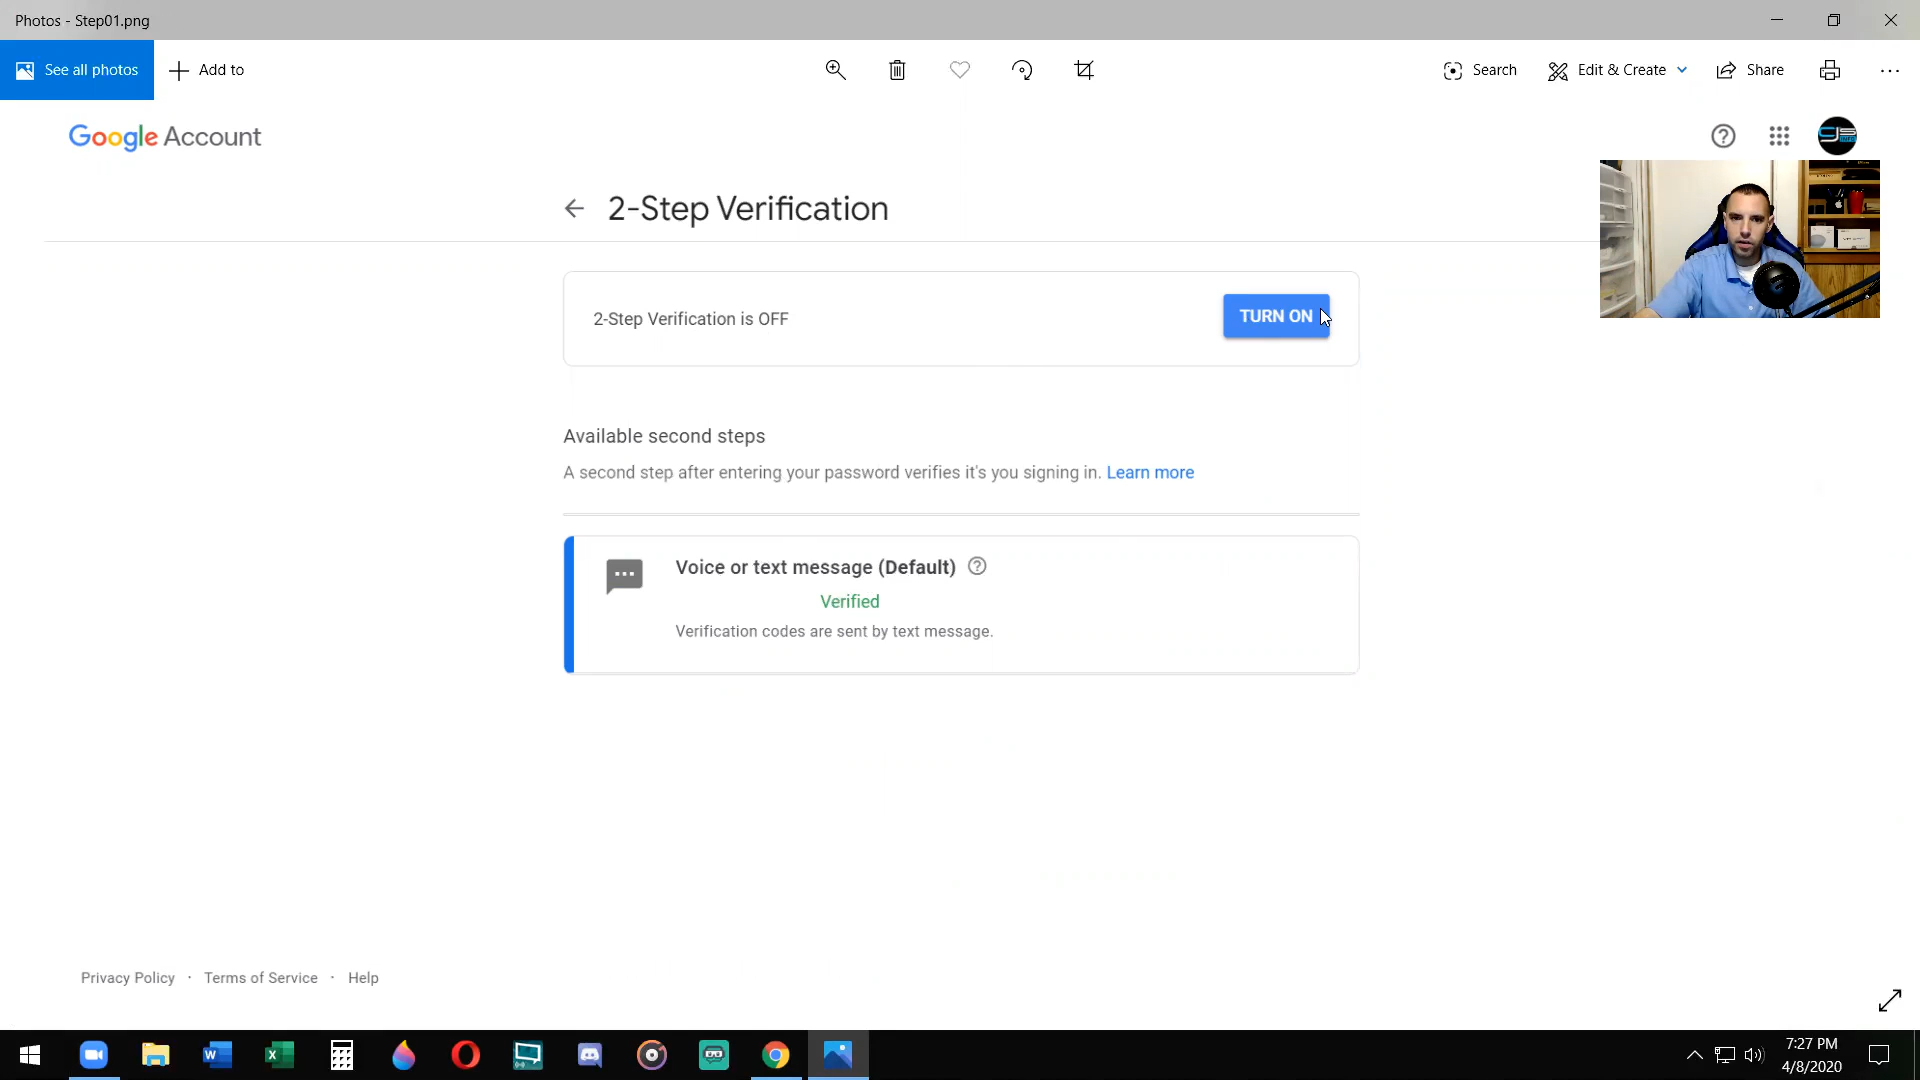 Photos - Step01.png
See all photos
Add to
Search
Edit & Create
Share
Google Account
2-Step Verification
2-Step Verification is OFF
TURN ON
Available second steps
A second step after entering your password verifies it's you signing in. Learn more
Voice or text message (Default)
Verified
Verification codes are sent by text message.
Privacy Policy · Terms of Service · Help
7:27 PM
4/8/2020